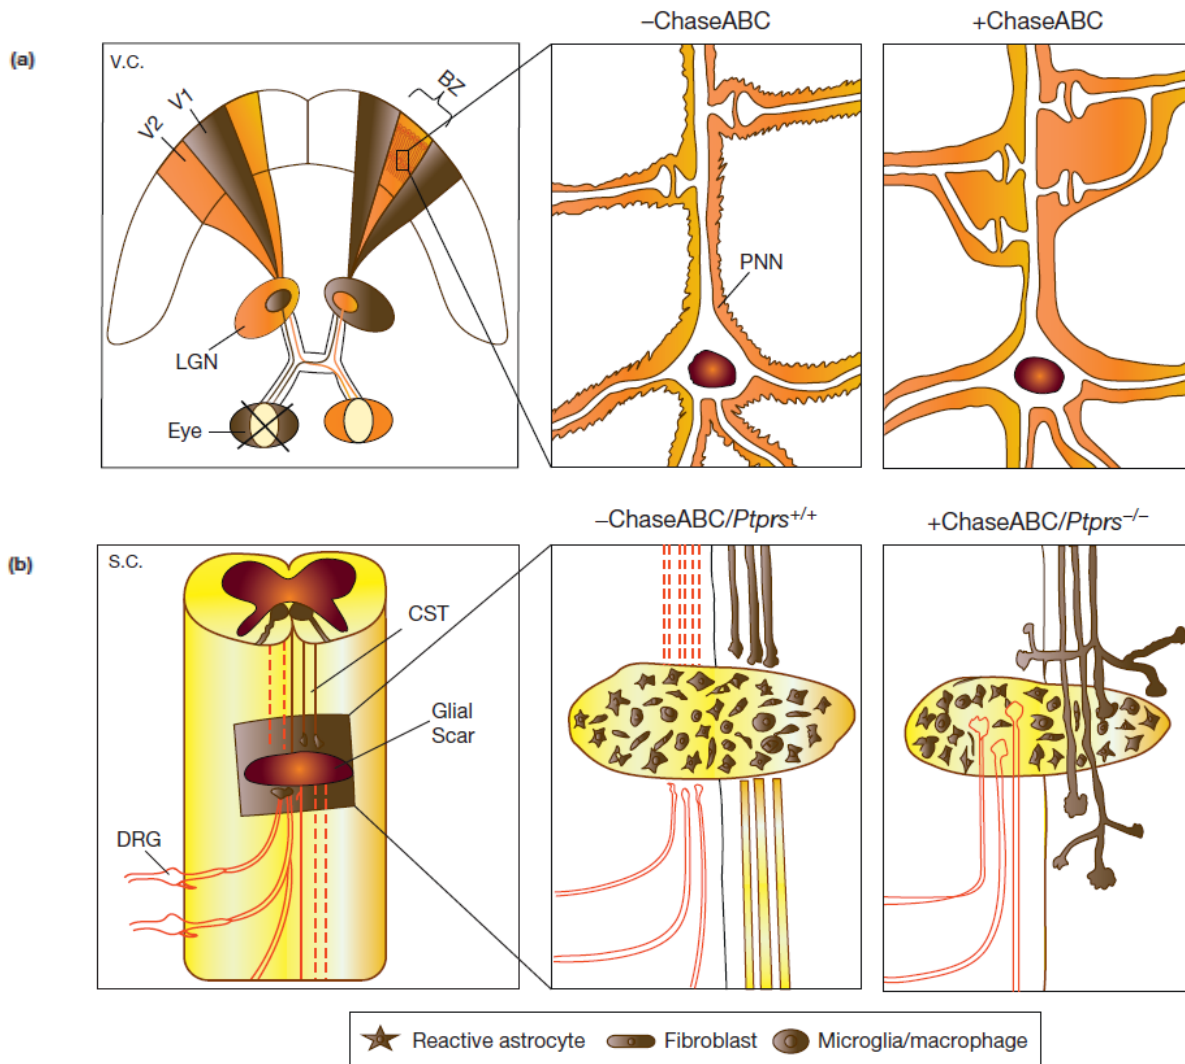 –ChaseABC
+ChaseABC
(a)
V.C.
BZ
V1
V2
PNN
LGN
Eye
–ChaseABC/Ptprs+/+
+ChaseABC/Ptprs–/–
(b)
S.C.
CST
Glial
Scar
DRG
Reactive astrocyte
Fibroblast
Microglia/macrophage